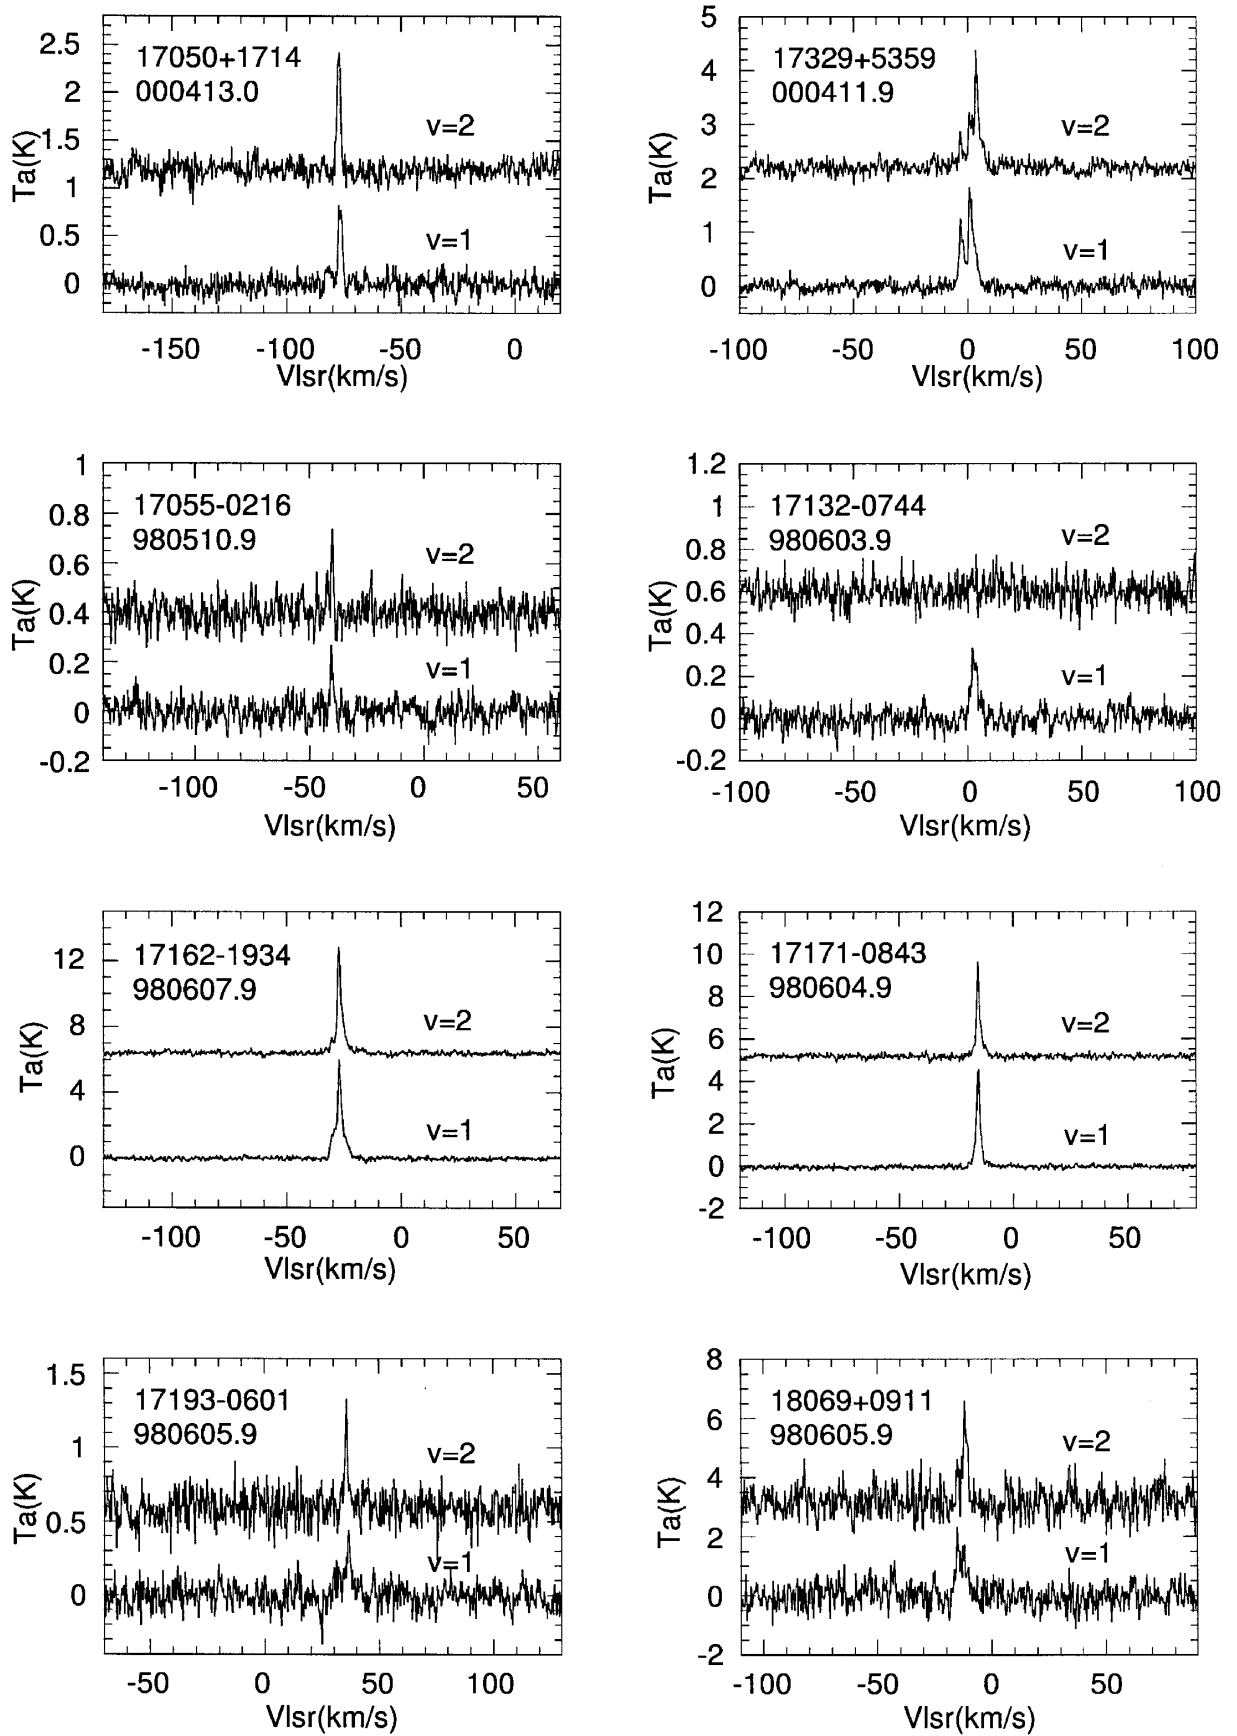 17050+1714
000413.0
v=2
v=1
Ta(K)
2.5
2
1.5
1
0.5
0
-150 -100 -50 0
Vlsr(km/s)
17329+5359
000411.9
v=2
v=1
Ta(K)
5
4
3
2
1
0
-100 -50 0 50 100
Vlsr(km/s)
17055-0216
980510.9
v=2
v=1
Ta(K)
1
0.8
0.6
0.4
0.2
0
-0.2
-100 -50 0 50
Vlsr(km/s)
17132-0744
980603.9
v=2
v=1
Ta(K)
1.2
1
0.8
0.6
0.4
0.2
0
-0.2
-100 -50 0 50 100
Vlsr(km/s)
17162-1934
980607.9
v=2
v=1
Ta(K)
12
8
4
0
-100 -50 0 50
Vlsr(km/s)
17171-0843
980604.9
v=2
v=1
Ta(K)
12
10
8
6
4
2
0
-2
-100 -50 0 50
Vlsr(km/s)
17193-0601
980605.9
v=2
v=1
Ta(K)
1.5
1
0.5
0
-50 0 50 100
Vlsr(km/s)
18069+0911
980605.9
v=2
v=1
Ta(K)
8
6
4
2
0
-2
-100 -50 0 50
Vlsr(km/s)